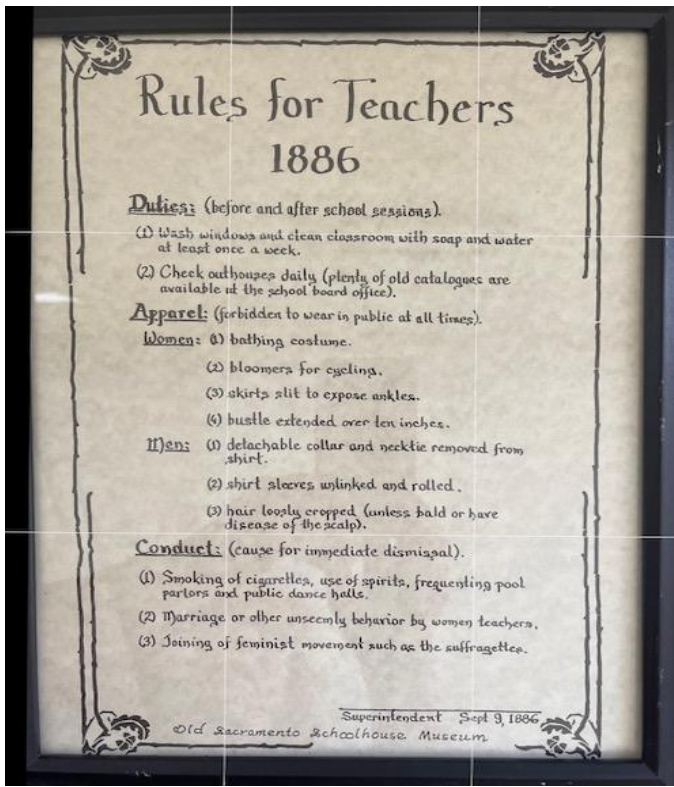 Rules for Teachers
1886
Duties: (before and after school sessions).
(1) Wash windows and clean classroom with soap and water
at least once a week.
(2) Check outhouses daily (plenty of old catalogues are
available at the school board office).
Apparel: (forbidden to wear in public at all times).
Women: (1) bathing costume.
(2) bloomers for cycling.
(3) skirts slit to expose ankles.
(4) bustle extended over ten inches.
Men: (1) detachable collar and necktie removed from
shirt.
(2) shirt sleeves unlinked and rolled.
(3) hair loosly cropped (unless bald or have
disease of the scalp).
Conduct: (cause for immediate dismissal).
(1) Smoking of cigarettes, use of spirits, frequenting pool
parlors and public dance halls.
(2) Marriage or other unseemly behavior by women teachers.
(3) Joining of feminist movement such as the suffragettes.
Superintendent Sept 9, 1886
Old Sacramento Schoolhouse Museum